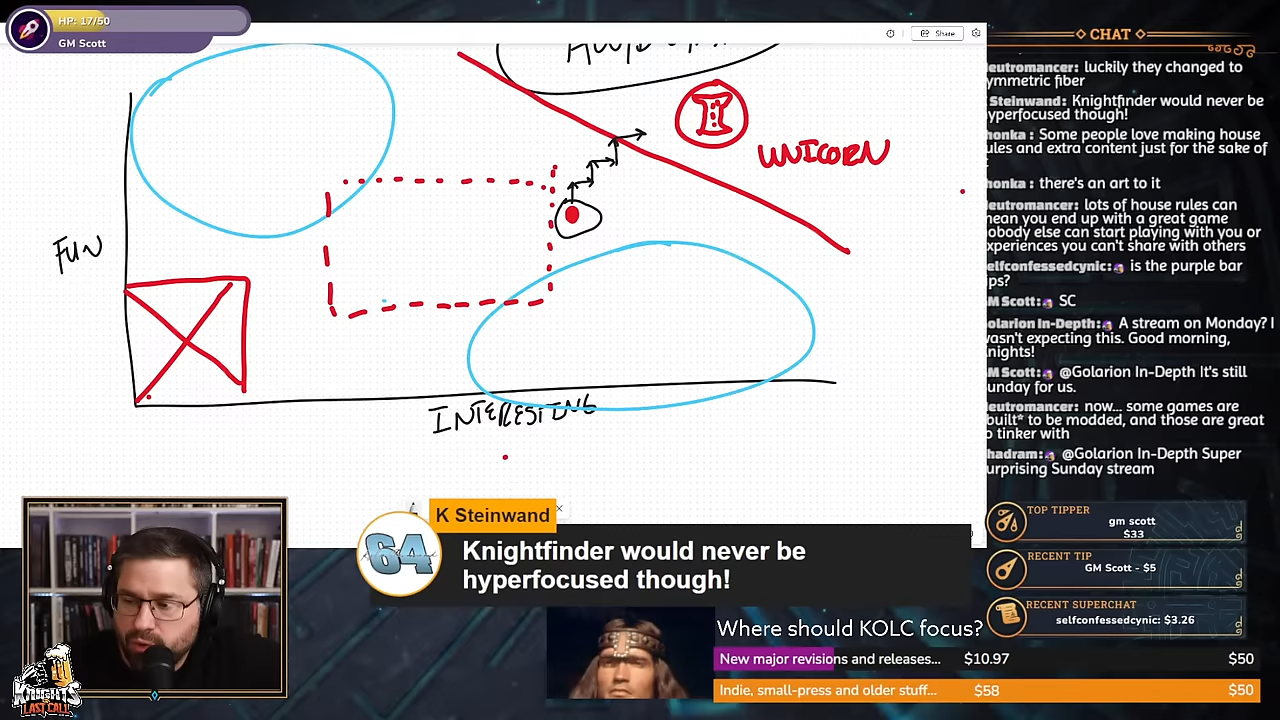 HP: 17/50
GM Scott
Share
UNICORN
FUN
INTERESTING
CHAT
eutromancer: luckily they changed to
ymmetric fiber
Steinwand: Knightfinder would never be
yperfocused though!
honka : Some people love making house
ules and extra content just for the sake of
t
honka : there's an art to it
eutromancer: lots of house rules can
nean you end up with a great game
obody else can start playing with you or
xperiences you can't share with others
elfconfessedcynic: is the purple bar
ps?
M Scott: SC
olarion In-Depth: A stream on Monday? I
wasn't expecting this. Good morning,
nights!
M Scott: @Golarion In-Depth It's still
unday for us.
eutromancer: now... some games are
built* to be modded, and those are great
o tinker with
hadram: @Golarion In-Depth Super
urprising Sunday stream
TOP TIPPER
gm scott
$33
RECENT TIP
GM Scott - $5
RECENT SUPERCHAT
selfconfessedcynic: $3.26
K Steinwand
64
Knightfinder would never be
hyperfocused though!
Where should KOLC focus?
New major revisions and releases... $10.97 $50
Indie, small-press and older stuff... $58 $50
KNIGHTS
LAST CALL